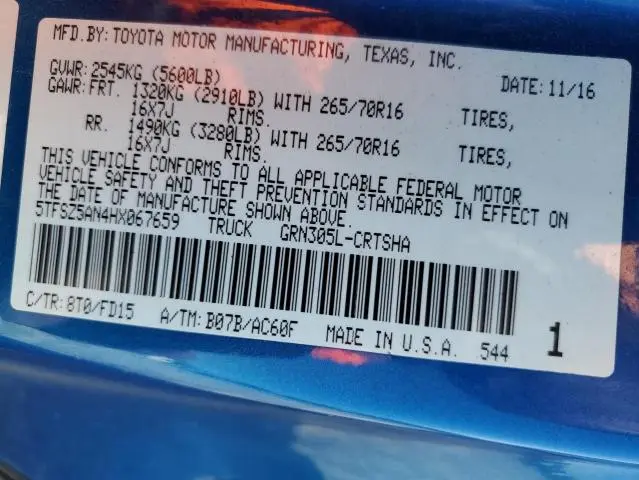 MFD.BY:TOYOTA MOTOR MANUFACTURING, TEXAS, INC.
GVWR:2545KG (5600LB) DATE:11/16
GAWR:FRT. 1320KG (2910LB) WITH 265/70R16 TIRES,
16X7J RIMS.
RR. 1490KG (3280LB) WITH 265/70R16 TIRES,
16X7J RIMS.
THIS VEHICLE CONFORMS TO ALL APPLICABLE FEDERAL MOTOR
VEHICLE SAFETY AND THEFT PREVENTION STANDARDS IN EFFECT ON
THE DATE OF MANUFACTURE SHOWN ABOVE.
5TFSZ5AN4HX067659 TRUCK GRN305L-CRTSHA
C/TR:8T0/FD15 A/TM:B07B/AC60F MADE IN U.S.A. 544 1